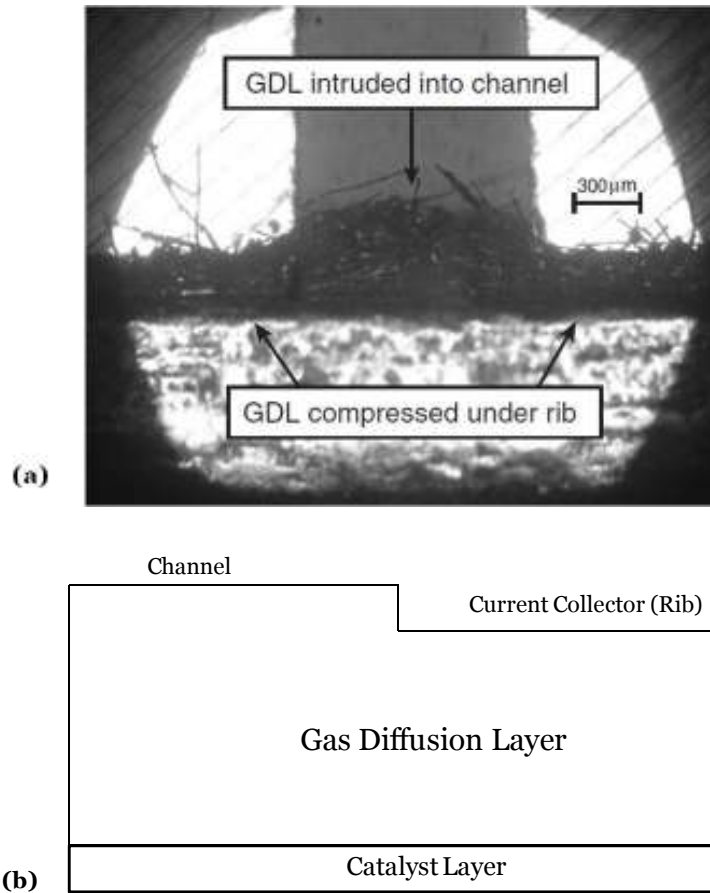 GDL intruded into channel
300μm
GDL compressed under rib
(a)
Channel
Current Collector (Rib)
Gas Diffusion Layer
Catalyst Layer
(b)